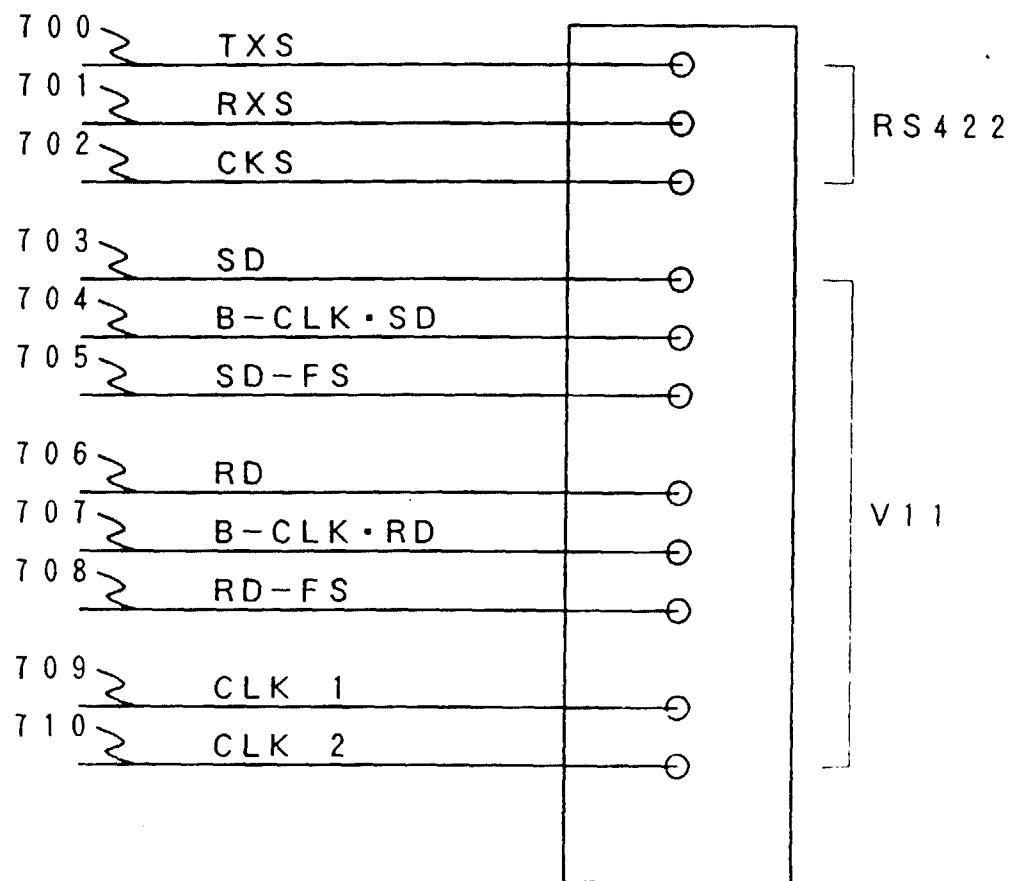 700 TXS
701 RXS
702 CKS
RS422
703 SD
704 B-CLK·SD
705 SD-FS
706 RD
707 B-CLK·RD
V11
708 RD-FS
709 CLK 1
710 CLK 2